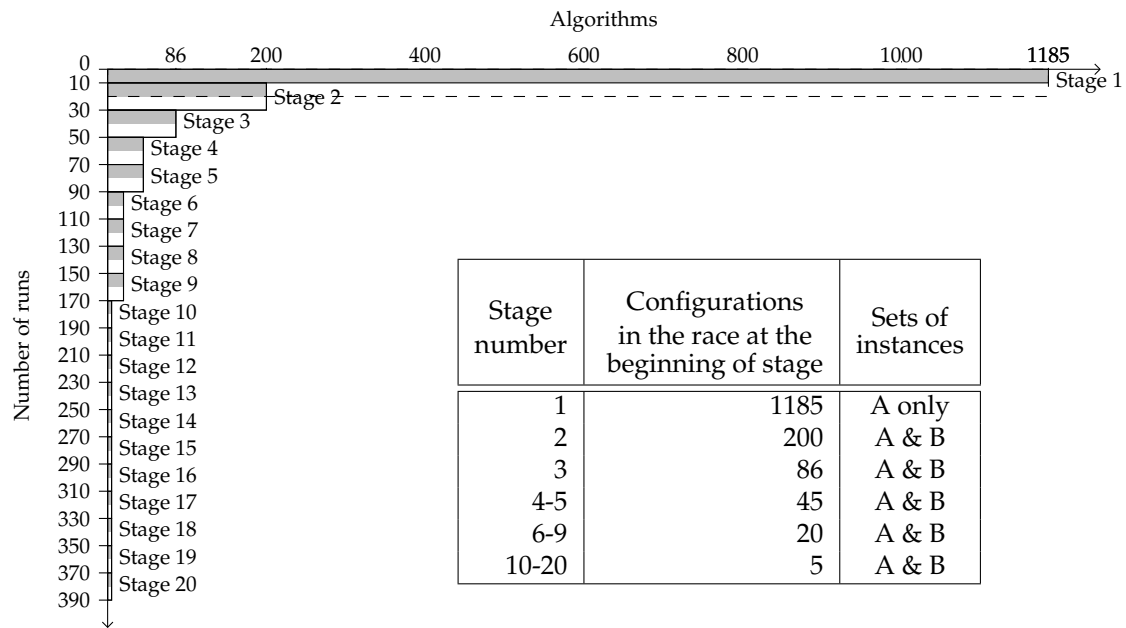 Algorithms
0 86 200 400 600 800 1000 1185
10
30
50
70
90
110
130
150
170
190
210
230
250
270
290
310
330
350
370
390
Number of runs
Stage 1
Stage 2
Stage 3
Stage 4
Stage 5
Stage 6
Stage 7
Stage 8
Stage 9
Stage 10
Stage 11
Stage 12
Stage 13
Stage 14
Stage 15
Stage 16
Stage 17
Stage 18
Stage 19
Stage 20
Stage
number
Configurations
in the race at the
beginning of stage
Sets of
instances
1 1185 A only
2 200 A & B
3 86 A & B
4-5 45 A & B
6-9 20 A & B
10-20 5 A & B